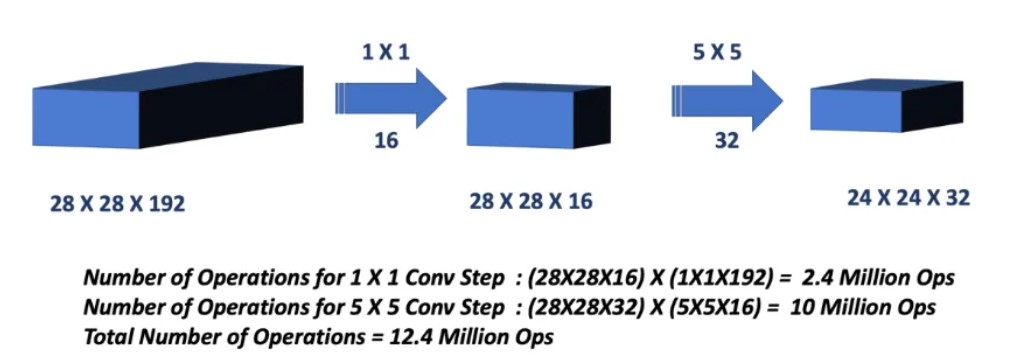 1 X 1
5 X 5
16
32
28 X 28 X 192
28 X 28 X 16
24 X 24 X 32
Number of Operations for 1 X 1 Conv Step : (28X28X16) X (1X1X192) = 2.4 Million Ops
Number of Operations for 5 X 5 Conv Step : (28X28X32) X (5X5X16) = 10 Million Ops
Total Number of Operations = 12.4 Million Ops